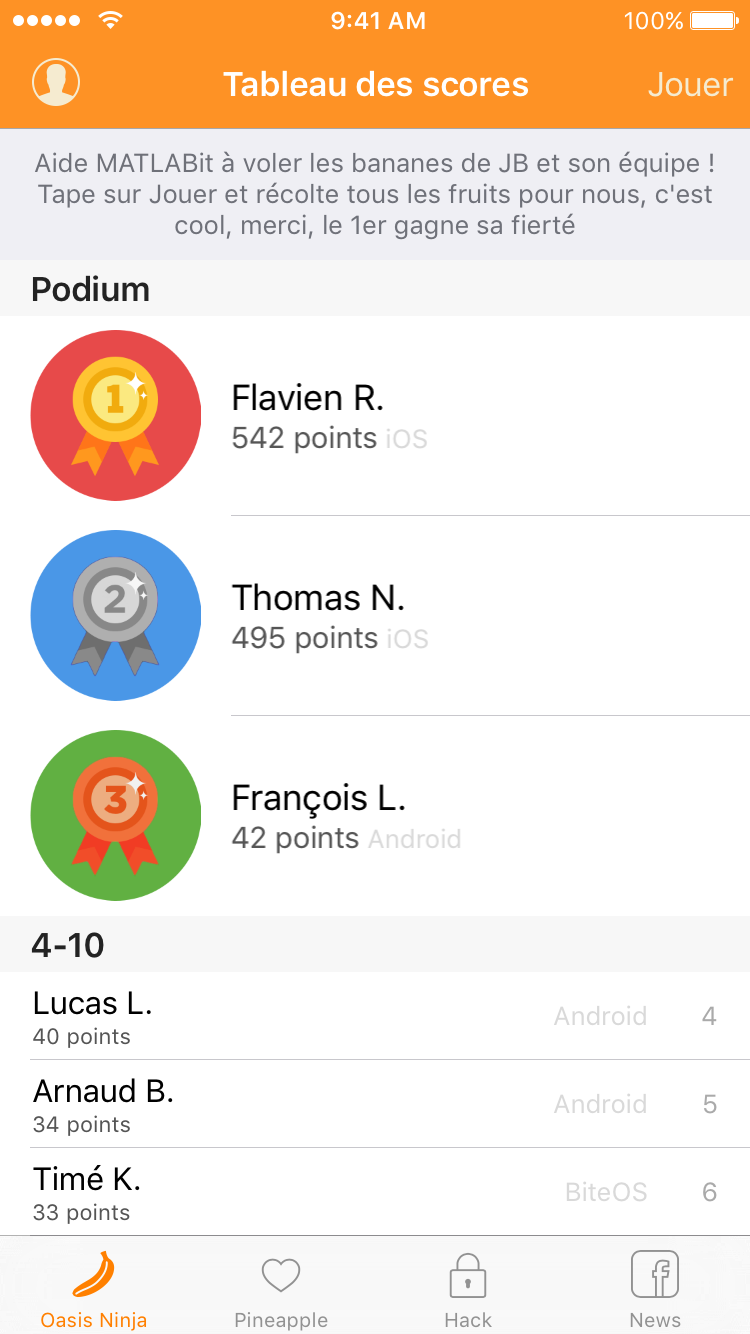 9:41 AM 100%
Tableau des scores Jouer
Aide MATLABit à voler les bananes de JB et son équipe !
Tape sur Jouer et récolte tous les fruits pour nous, c'est
cool, merci, le 1er gagne sa fierté
Podium
1
Flavien R.
542 points iOS
2
Thomas N.
495 points iOS
3
François L.
42 points Android
4-10
Lucas L.
40 points
Android 4
Arnaud B.
34 points
Android 5
Timé K.
33 points
BiteOS 6
Oasis Ninja Pineapple Hack News